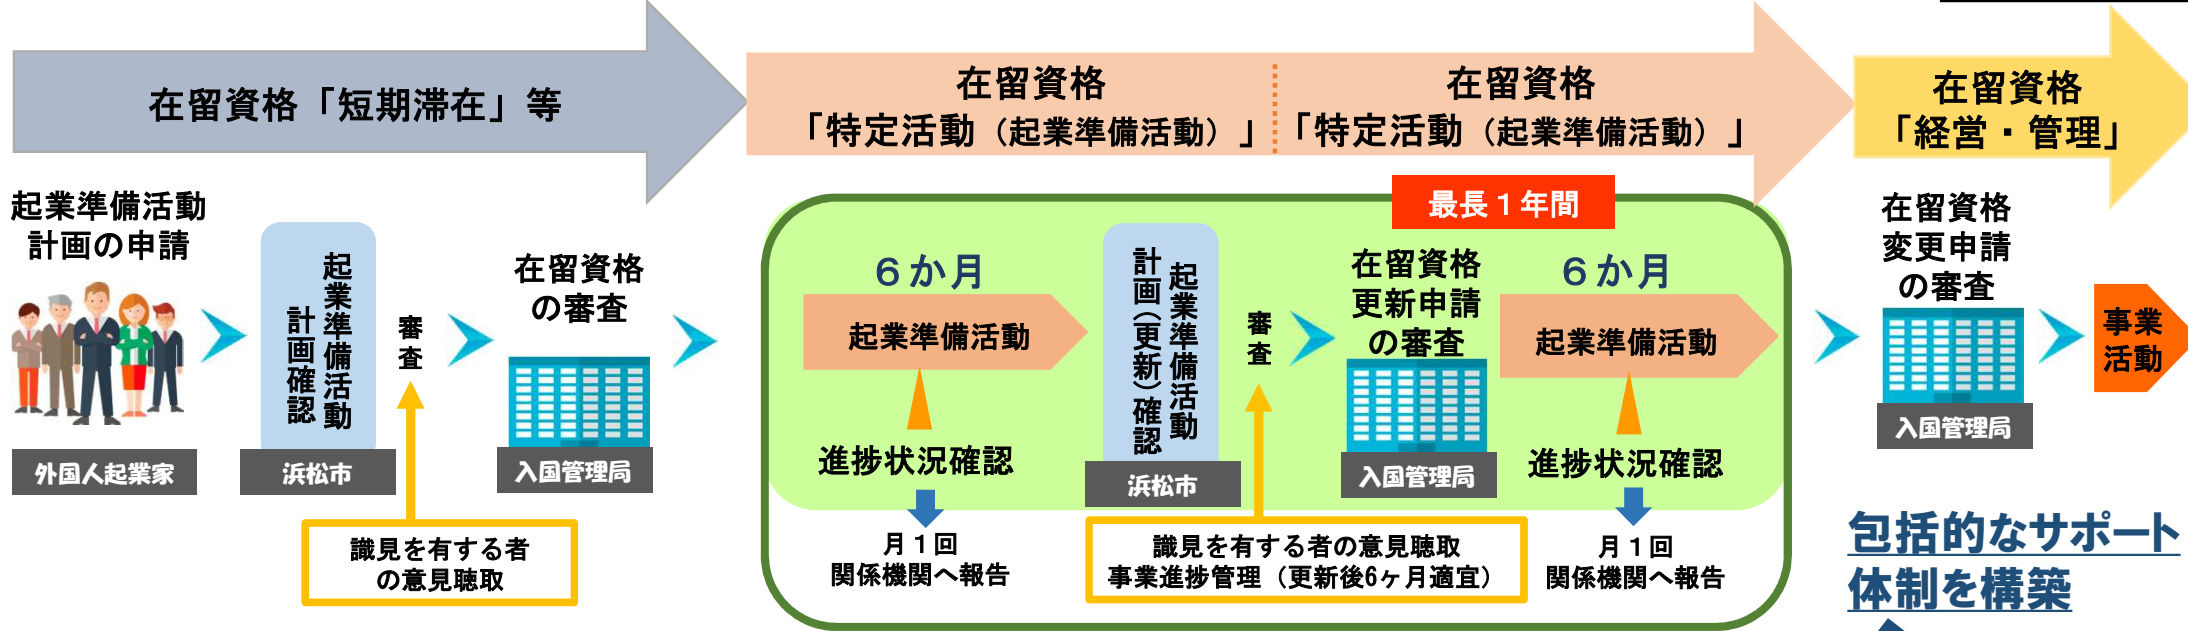 在留資格「短期滞在」等
在留資格
「特定活動（起業準備活動）」
在留資格
「特定活動（起業準備活動）」
在留資格
「経営・管理」
起業準備活動
計画の申請
外国人起業家
起業準備活動
計画確認
浜松市
審査
識見を有する者
の意見聴取
在留資格
の審査
入国管理局
最長１年間
６か月
起業準備活動
進捗状況確認
月１回
関係機関へ報告
起業準備活動
計画（更新）確認
浜松市
審査
識見を有する者の意見聴取
事業進捗管理（更新後6ヶ月適宜）
在留資格
更新申請
の審査
入国管理局
６か月
起業準備活動
進捗状況確認
月１回
関係機関へ報告
在留資格
変更申請
の審査
入国管理局
事業
活動
包括的なサポート
体制を構築